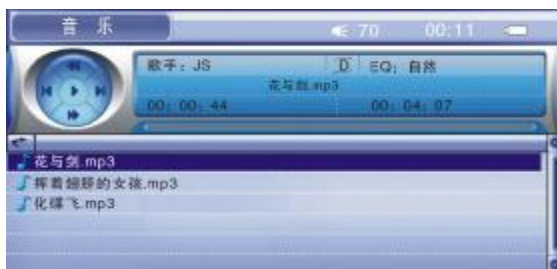 音 乐 70 00:11
歌手：JS D EQ：自然
花与剑.mp3
00：00：44 00：04：07
花与剑.mp3
挥着翅膀的女孩.mp3
化碟飞.mp3